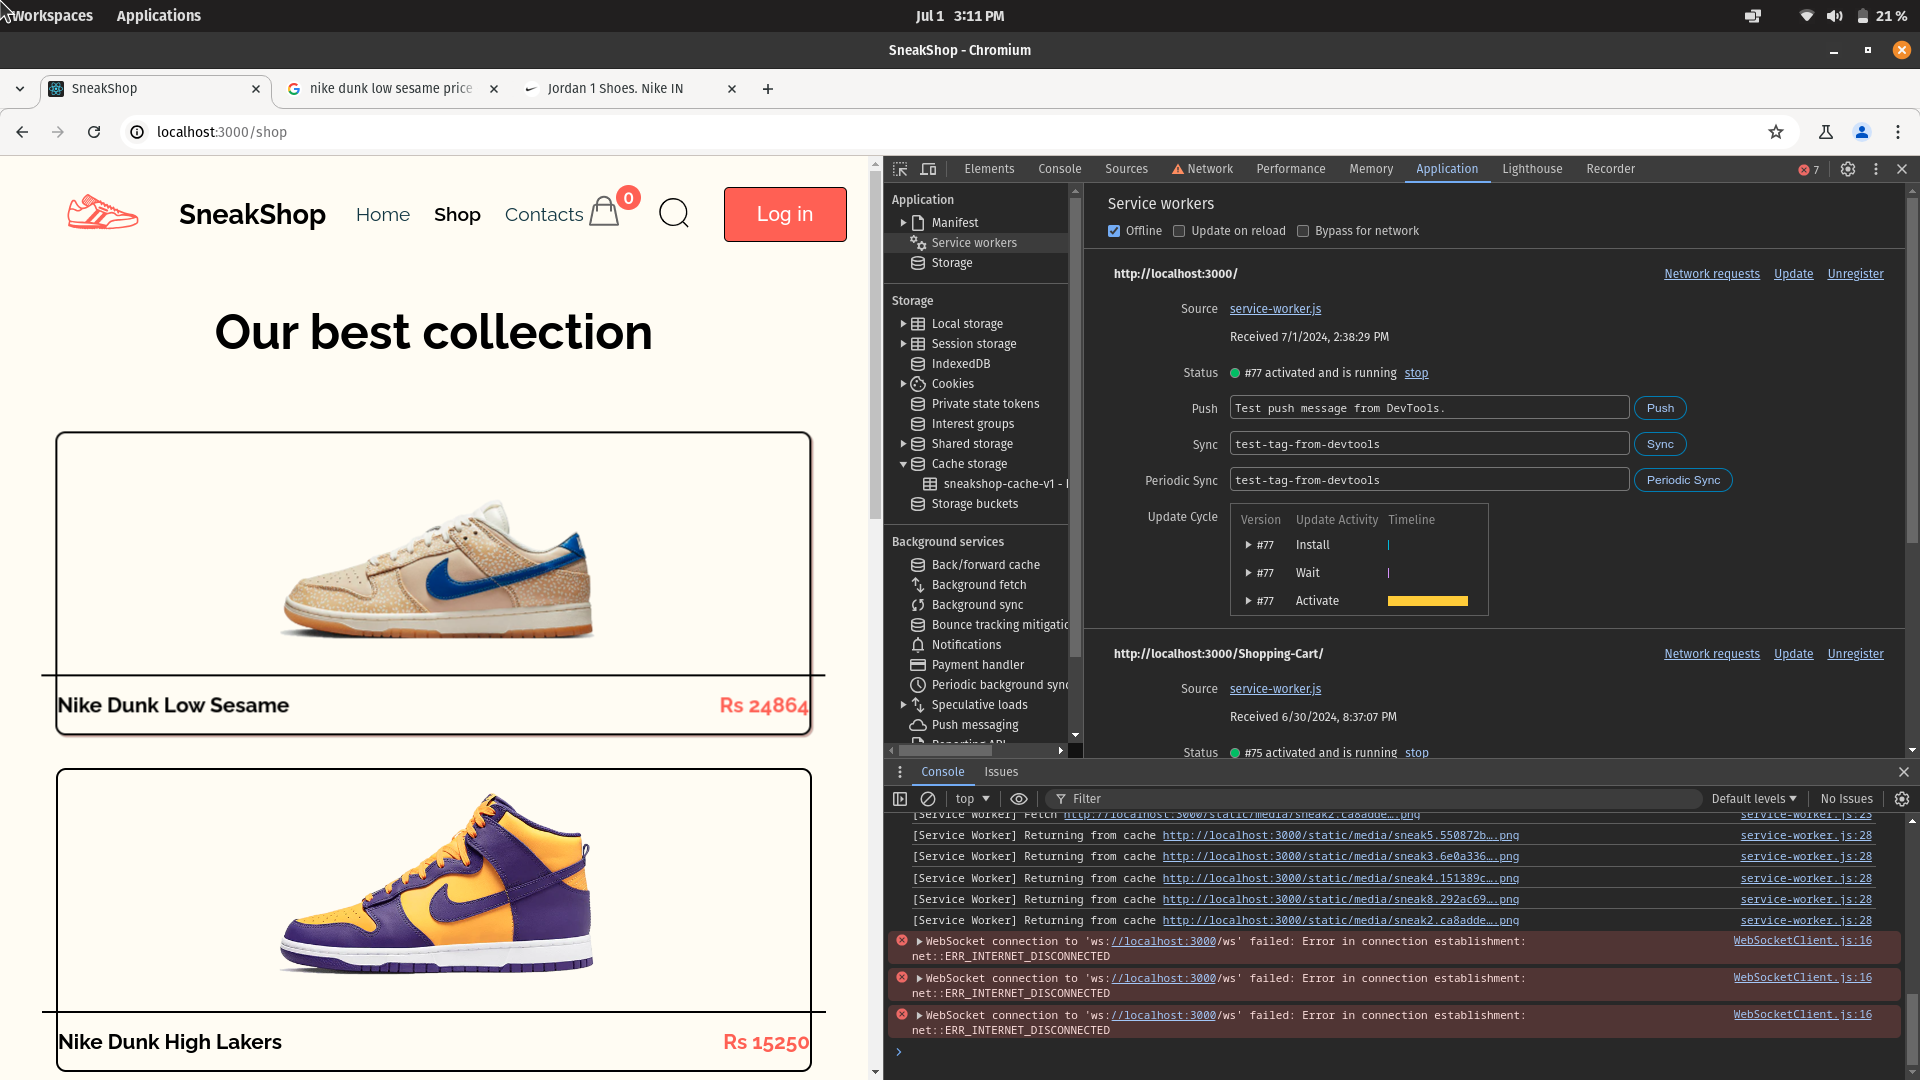 Workspaces Applications Jul 1 3:11 PM 21 %
SneakShop - Chromium
SneakShop nike dunk low sesame price Jordan 1 Shoes. Nike IN
localhost:3000/shop
SneakShop Home Shop Contacts 0 Log in
Our best collection
Nike Dunk Low Sesame Rs 24864
Nike Dunk High Lakers Rs 15250
Elements Console Sources Network Performance Memory Application Lighthouse Recorder 7
Application
Manifest
Service workers
Storage
Storage
Local storage
Session storage
IndexedDB
Cookies
Private state tokens
Interest groups
Shared storage
Cache storage
sneakshop-cache-v1 -
Storage buckets
Background services
Back/forward cache
Background fetch
Background sync
Bounce tracking mitigatic
Notifications
Payment handler
Periodic background sync
Speculative loads
Push messaging
Reporting API
Service workers
Offline Update on reload Bypass for network
http://localhost:3000/ Network requests Update Unregister
Source service-worker.js
Received 7/1/2024, 2:38:29 PM
Status #77 activated and is running stop
Push Test push message from DevTools. Push
Sync test-tag-from-devtools Sync
Periodic Sync test-tag-from-devtools Periodic Sync
Update Cycle Version Update Activity Timeline
#77 Install
#77 Wait
#77 Activate
http://localhost:3000/Shopping-Cart/ Network requests Update Unregister
Source service-worker.js
Received 6/30/2024, 8:37:07 PM
Status #75 activated and is running stop
Console Issues
top Filter Default levels No Issues
[Service Worker] Fetch http://localhost:3000/static/media/sneak2.ca8adde….png service-worker.js:23
[Service Worker] Returning from cache http://localhost:3000/static/media/sneak5.550872b….png service-worker.js:28
[Service Worker] Returning from cache http://localhost:3000/static/media/sneak3.6e0a336….png service-worker.js:28
[Service Worker] Returning from cache http://localhost:3000/static/media/sneak4.151389c….png service-worker.js:28
[Service Worker] Returning from cache http://localhost:3000/static/media/sneak8.292ac69….png service-worker.js:28
[Service Worker] Returning from cache http://localhost:3000/static/media/sneak2.ca8adde….png service-worker.js:28
WebSocket connection to 'ws://localhost:3000/ws' failed: Error in connection establishment: WebSocketClient.js:16
net::ERR_INTERNET_DISCONNECTED
WebSocket connection to 'ws://localhost:3000/ws' failed: Error in connection establishment: WebSocketClient.js:16
net::ERR_INTERNET_DISCONNECTED
WebSocket connection to 'ws://localhost:3000/ws' failed: Error in connection establishment: WebSocketClient.js:16
net::ERR_INTERNET_DISCONNECTED